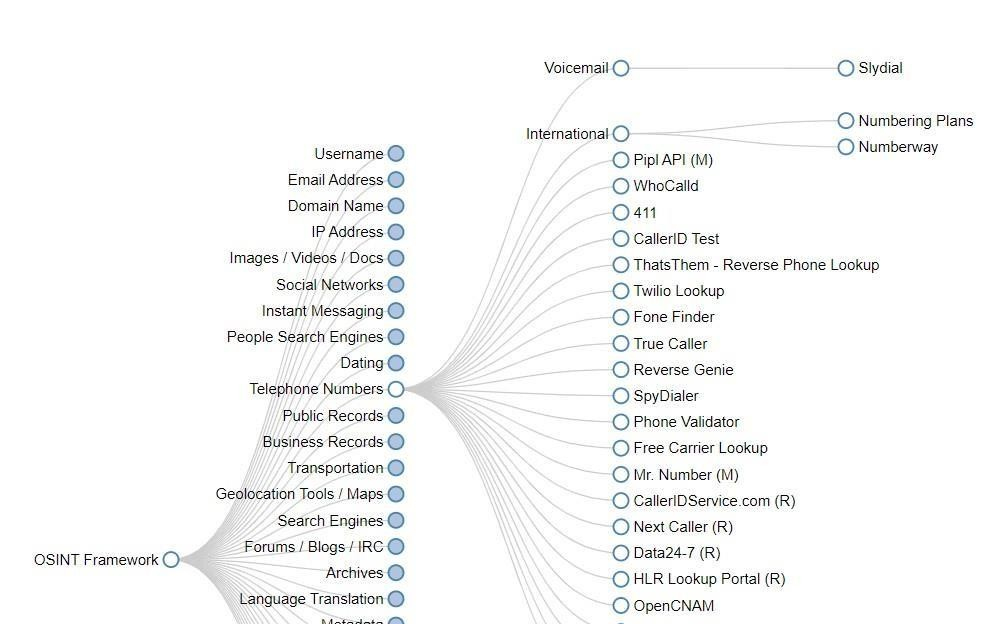 Voicemail
Slydial
International
Numbering Plans
Numberway
Username
Email Address
Domain Name
IP Address
Images / Videos / Docs
Social Networks
Instant Messaging
People Search Engines
Dating
Telephone Numbers
Public Records
Business Records
Transportation
Geolocation Tools / Maps
Search Engines
Forums / Blogs / IRC
Archives
Language Translation
Metadata
OSINT Framework
Pipl API (M)
WhoCalld
411
CallerID Test
ThatsThem - Reverse Phone Lookup
Twilio Lookup
Fone Finder
True Caller
Reverse Genie
SpyDialer
Phone Validator
Free Carrier Lookup
Mr. Number (M)
CallerIDService.com (R)
Next Caller (R)
Data24-7 (R)
HLR Lookup Portal (R)
OpenCNAM